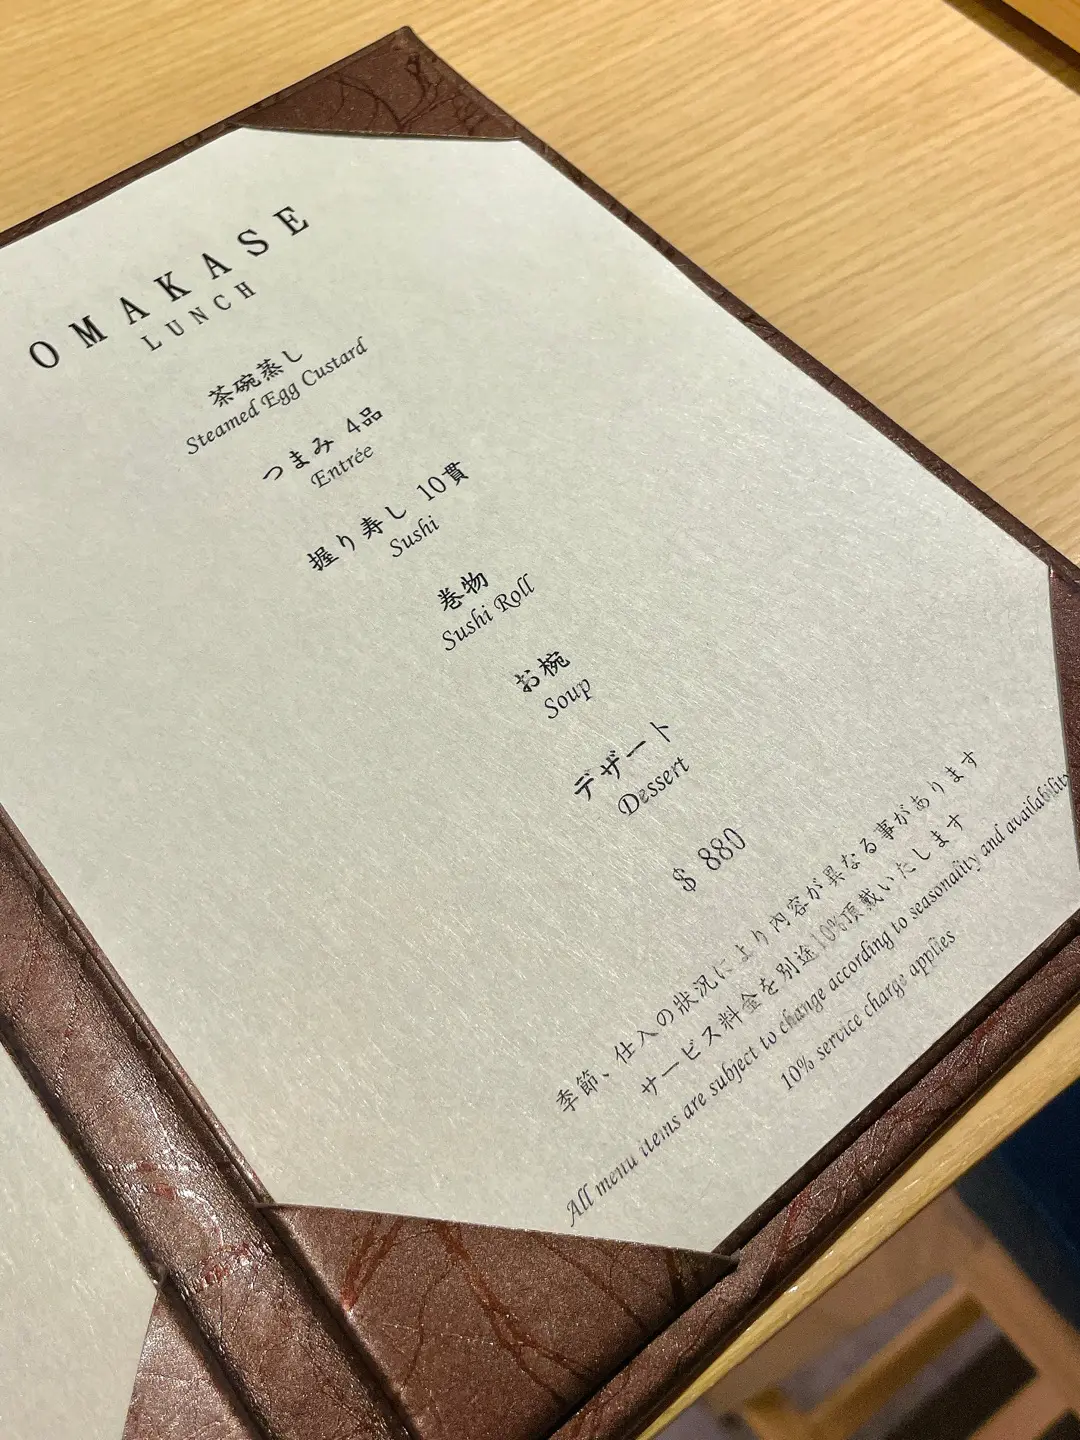 OMAKASE
LUNCH
茶碗蒸し
Steamed Egg Custard
つまみ 4品
Entrée
握り寿し 10貫
Sushi
巻物
Sushi Roll
お椀
Soup
デザート
Dessert
$ 880
季節、仕入の狀況により內容が異なる事があります
サービス料金を別途10%頂戴いたします
All menu items are subject to change according to seasonality and availability
10% service charge applies